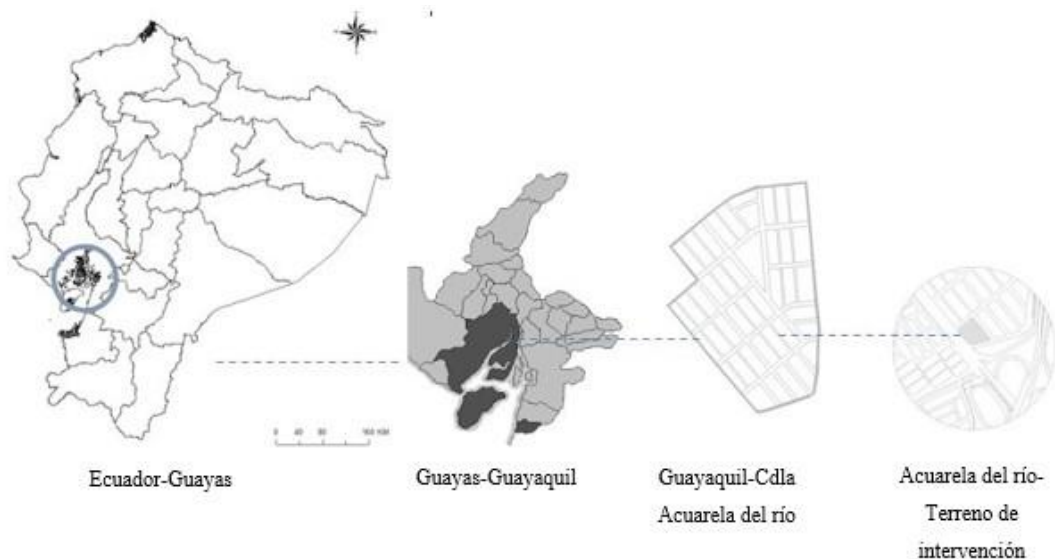 Ecuador-Guayas
Guayas-Guayaquil
Guayaquil-Cdla
Acuarela del río
Acuarela del río-
Terreno de
intervención